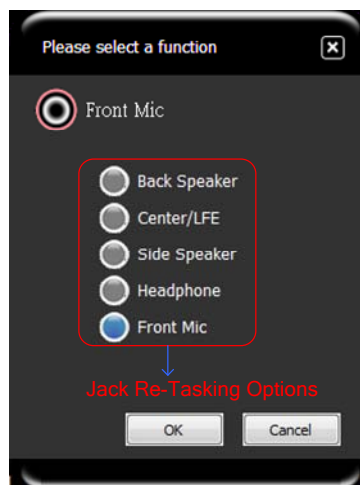 Please select a function
Front Mic
Back Speaker
Center/LFE
Side Speaker
Headphone
Front Mic
Jack Re-Tasking Options
OK
Cancel